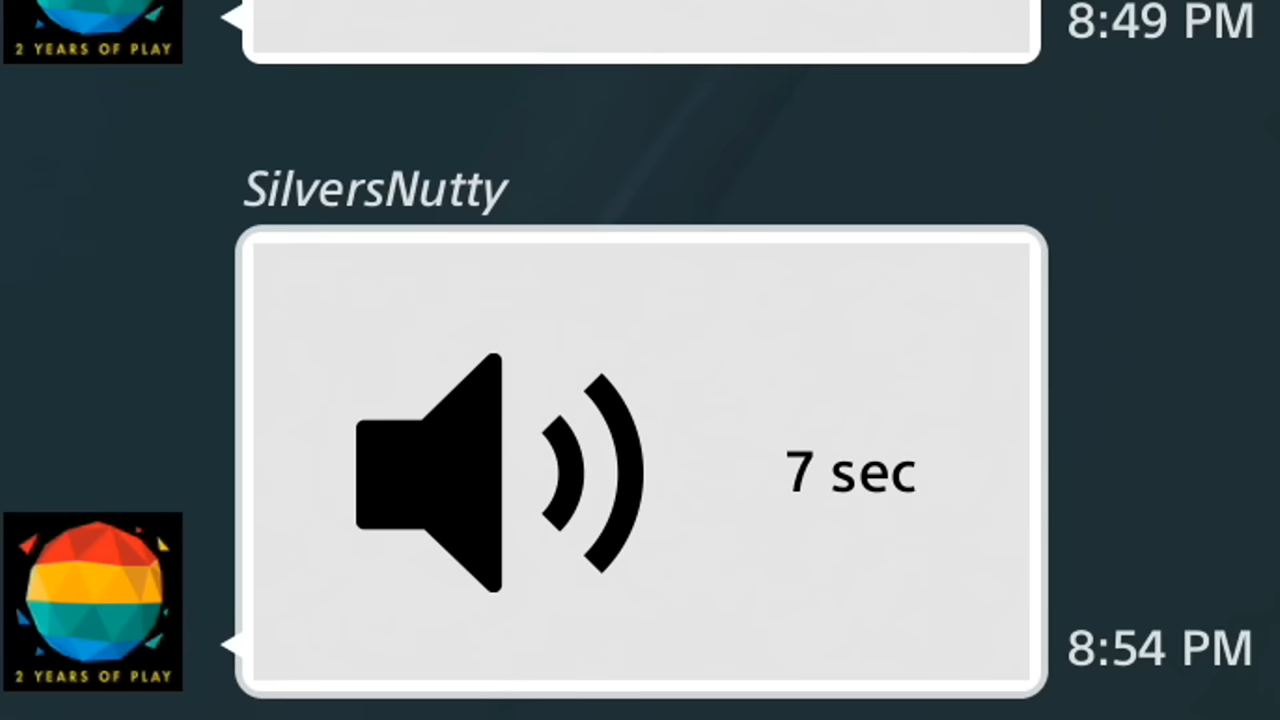 2 YEARS OF PLAY
8:49 PM
SilversNutty
7 sec
2 YEARS OF PLAY
8:54 PM